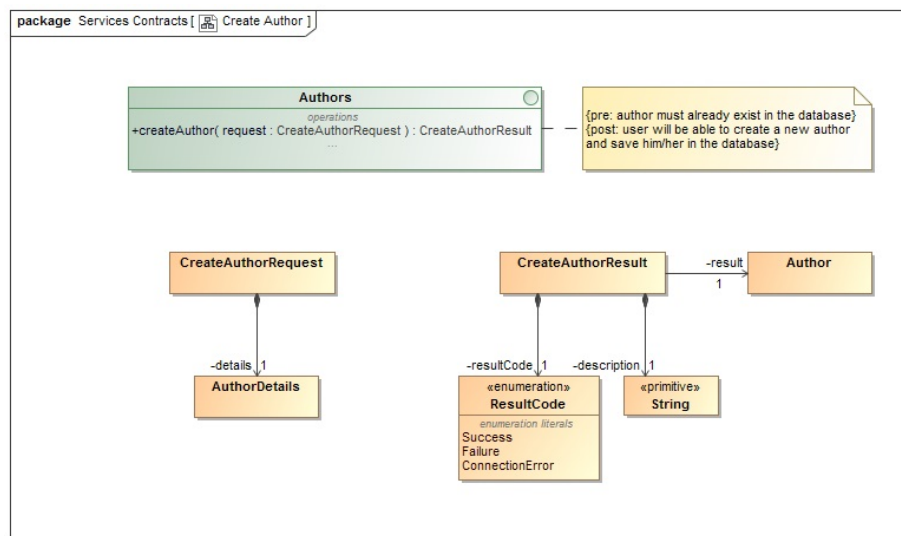 package Services Contracts [ Create Author ]
Authors
operations
+createAuthor( request : CreateAuthorRequest ) : CreateAuthorResult
...
{pre: author must already exist in the database}
{post: user will be able to create a new author
and save him/her in the database}
CreateAuthorRequest
CreateAuthorResult
-result
1
Author
-details 1
-resultCode 1
-description 1
AuthorDetails
«enumeration»
ResultCode
enumeration literals
Success
Failure
ConnectionError
«primitive»
String